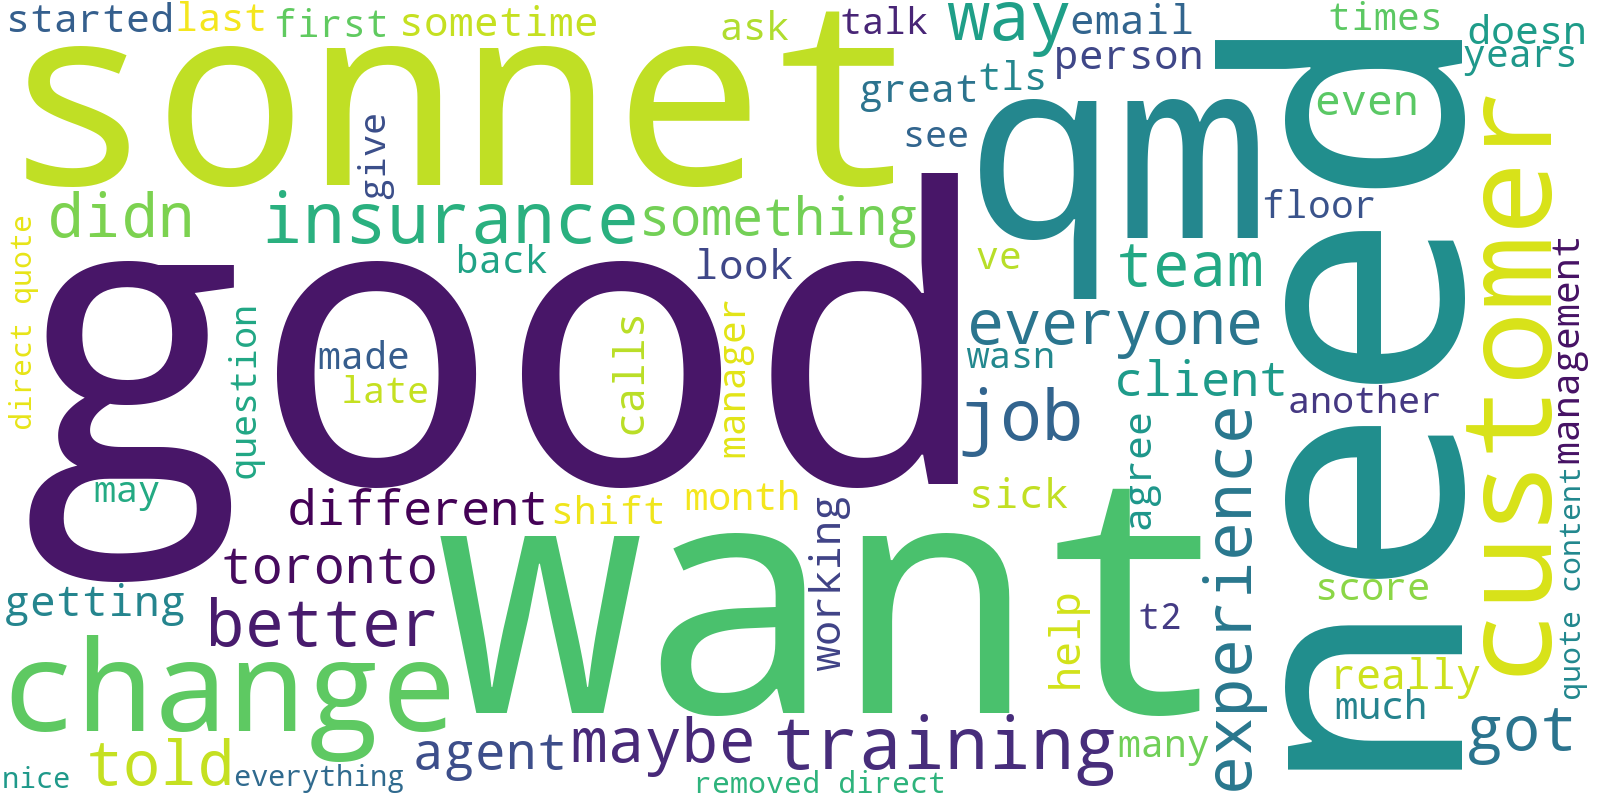 started
last
first
sometime
ask
talk
way
email
times
doesn
sonnet
person
years
great
tls
even
see
qm
need
customer
give
didn
insurance
something
floor
back
look
ve
team
management
direct quote
good
question
made
late
calls
manager
everyone
wasn
client
job
another
agree
experience
may
different
shift
month
working
sick
want
toronto
getting
better
help
t2
score
quote content
change
really
much
told
agent
maybe
training
many
got
nice
everything
removed direct